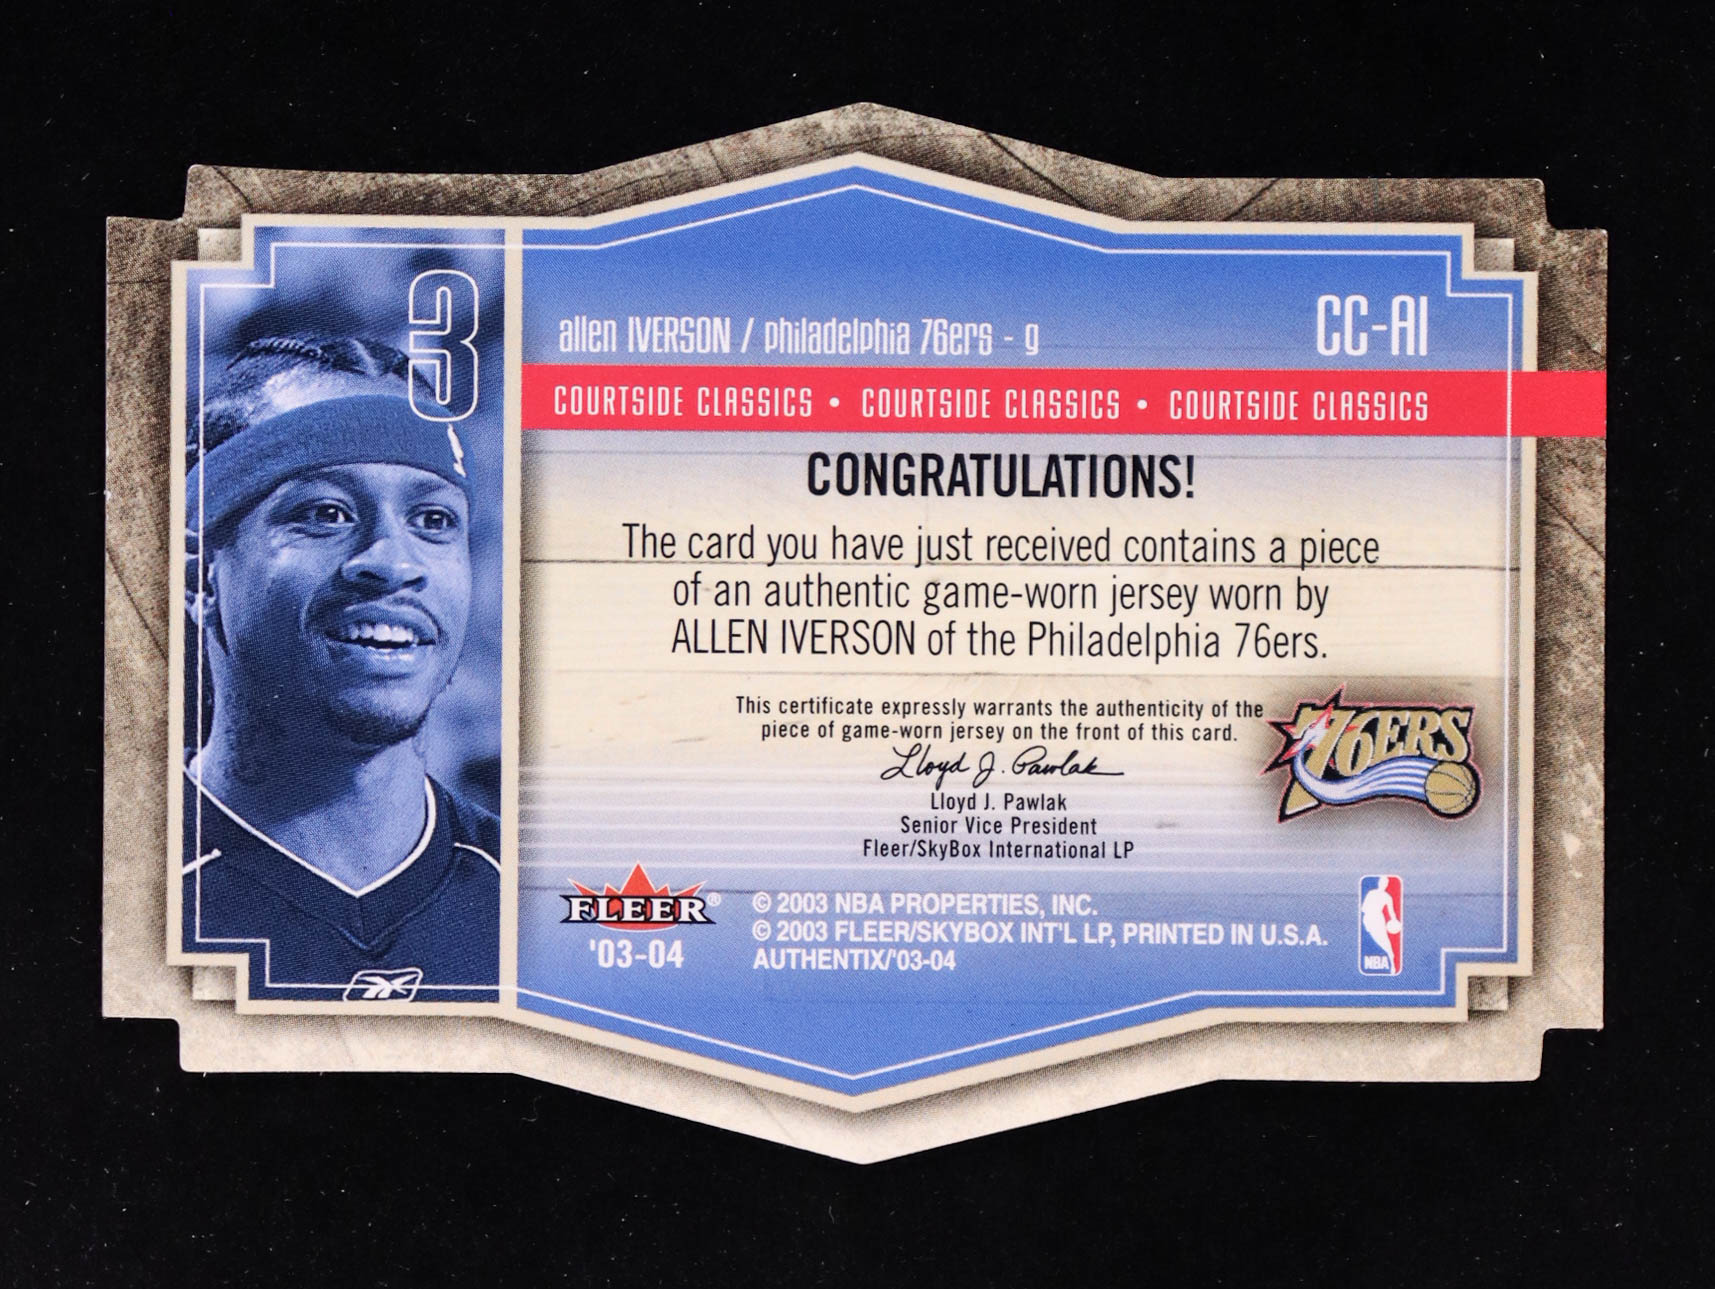 3
allen IVERSON / philadelphia 76ers - g
CC-AI
COURTSIDE CLASSICS • COURTSIDE CLASSICS • COURTSIDE CLASSICS
CONGRATULATIONS!
The card you have just received contains a piece
of an authentic game-worn jersey worn by
ALLEN IVERSON of the Philadelphia 76ers.
This certificate expressly warrants the authenticity of the
piece of game-worn jersey on the front of this card.
Lloyd J. Pawlak
Lloyd J. Pawlak
Senior Vice President
Fleer/SkyBox International LP
76ERS
FLEER®
'03-04
© 2003 NBA PROPERTIES, INC.
© 2003 FLEER/SKYBOX INT'L LP, PRINTED IN U.S.A.
AUTHENTIX/'03-04
NBA